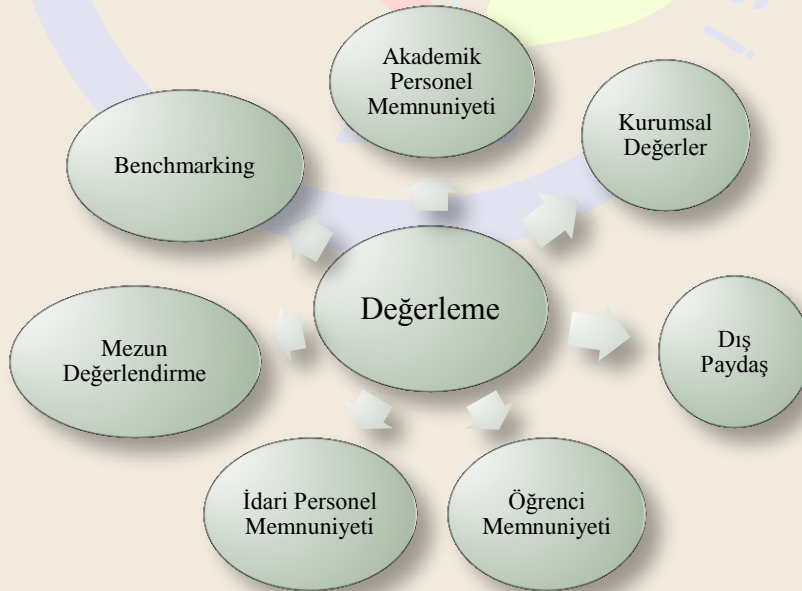 Akademik
Personel
Memnuniyeti
Kurumsal
Değerler
Benchmarking
Değerleme
Dış
Paydaş
Mezun
Değerlendirme
İdari Personel
Memnuniyeti
Öğrenci
Memnuniyeti